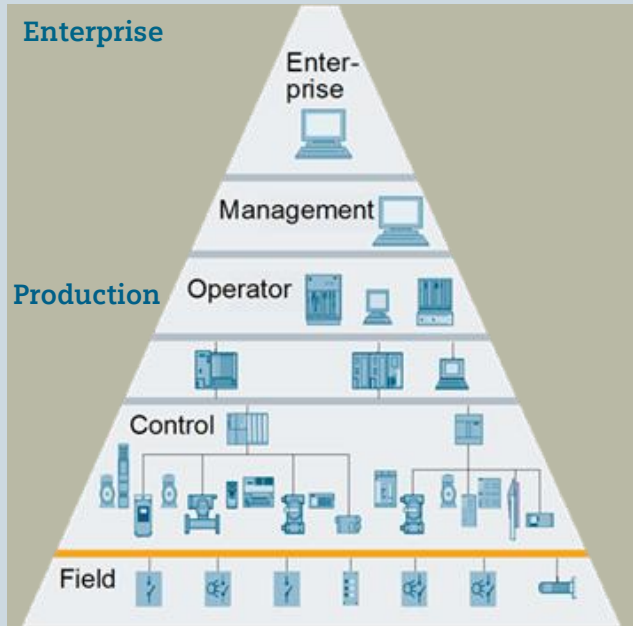 Enterprise
Enter-
prise
Management
Production
Operator
Control
Field